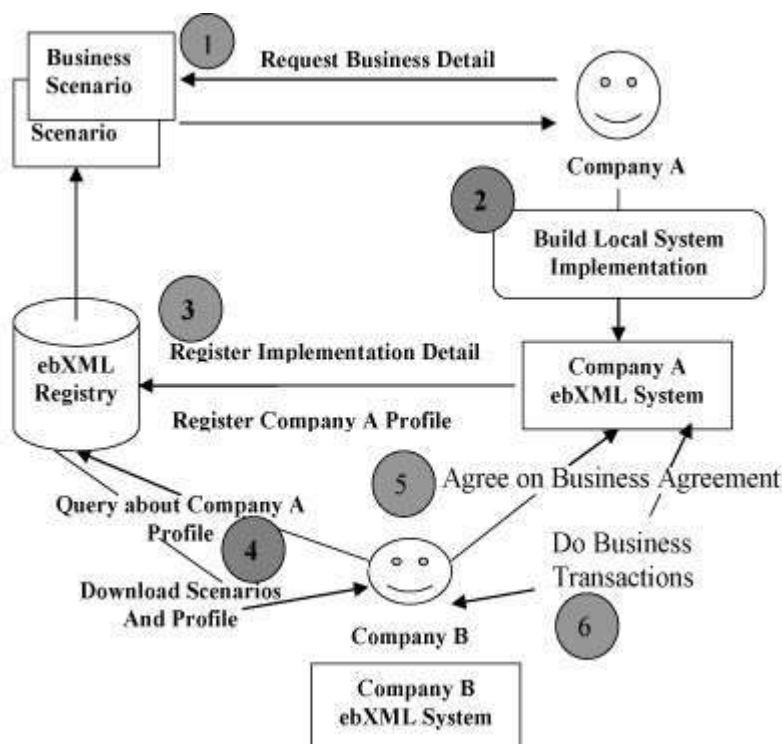 1
Business
Scenario
Request Business Detail
Scenario
Company A
2
Build Local System
Implementation
3
ebXML
Registry
Register Implementation Detail
Company A
ebXML System
Register Company A Profile
5
Agree on Business Agreement
Query about Company A
Profile
4
Do Business
Transactions
Download Scenarios
And Profile
6
Company B
Company B
ebXML System